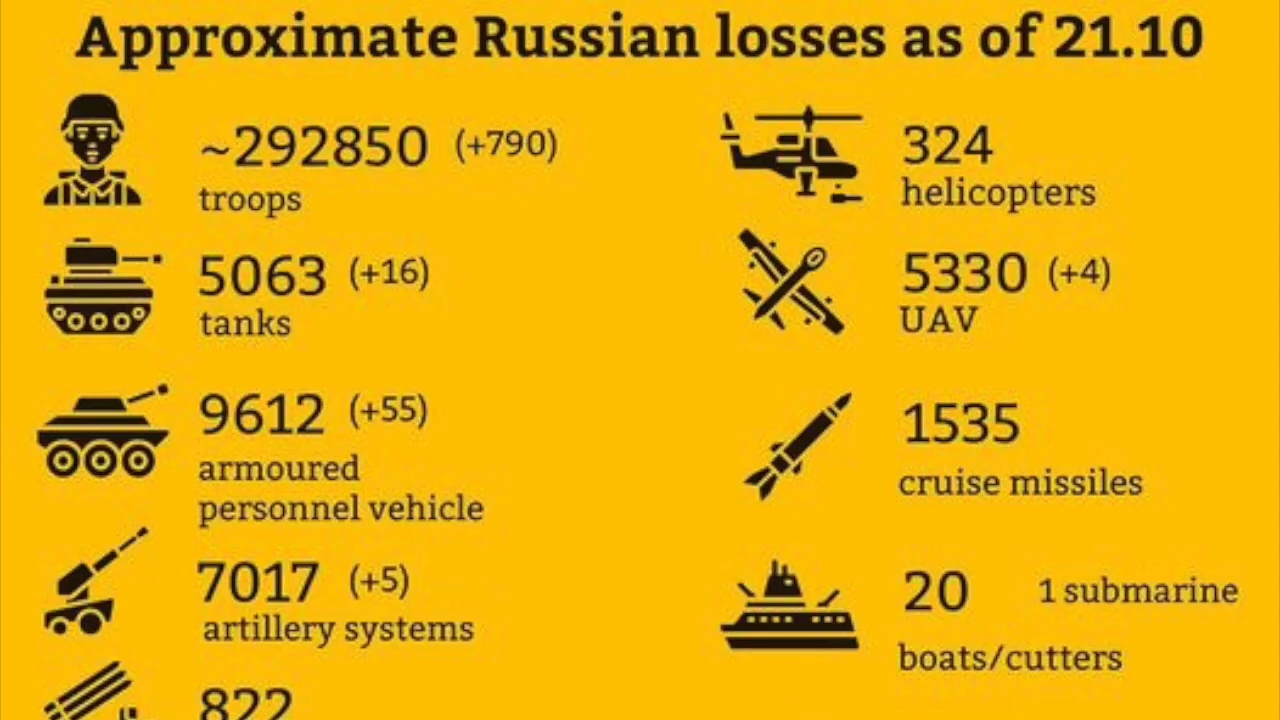 Approximate Russian losses as of 21.10
~292850 (+790)
troops
5063 (+16)
tanks
9612 (+55)
armoured
personnel vehicle
7017 (+5)
artillery systems
822
324
helicopters
5330 (+4)
UAV
1535
cruise missiles
20 1 submarine
boats/cutters